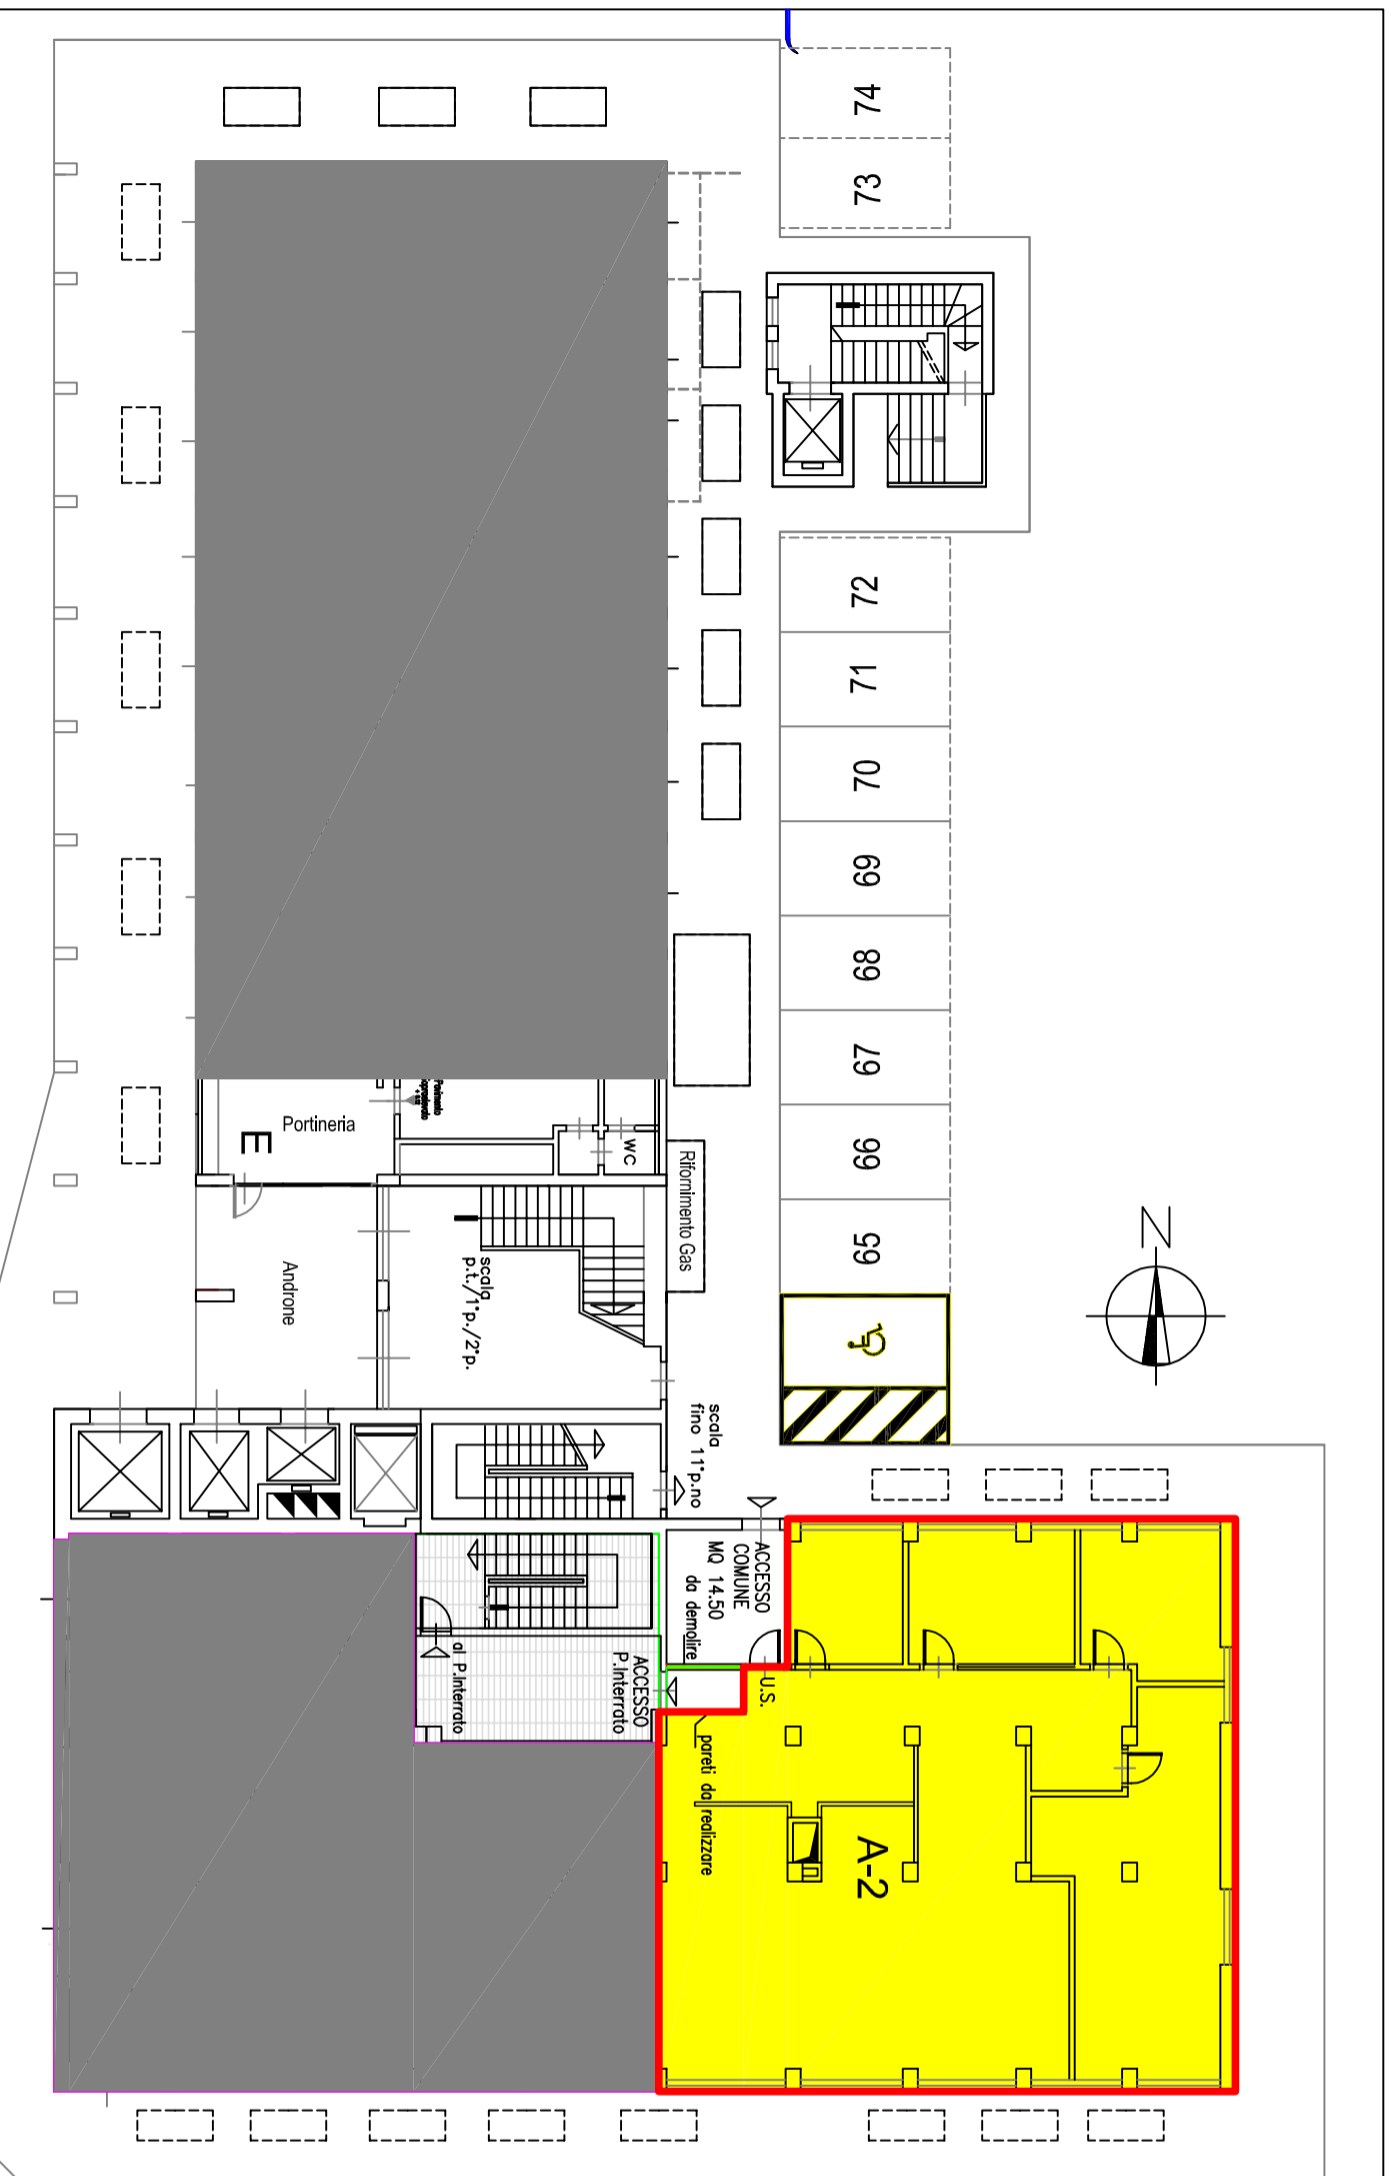 74
73
72
71
70
69
68
67
66
65
N
Portineria
E
Pavimento
WC
Rifornimento Gas
Androne
scala
p.t./1°p./2°p.
scala
fino 11°p.no
ACCESSO
COMUNE
MQ 14.50
da demolire
U.S.
ACCESSO
P.Interrato
al P.Interrato
pareti da realizzare
A-2